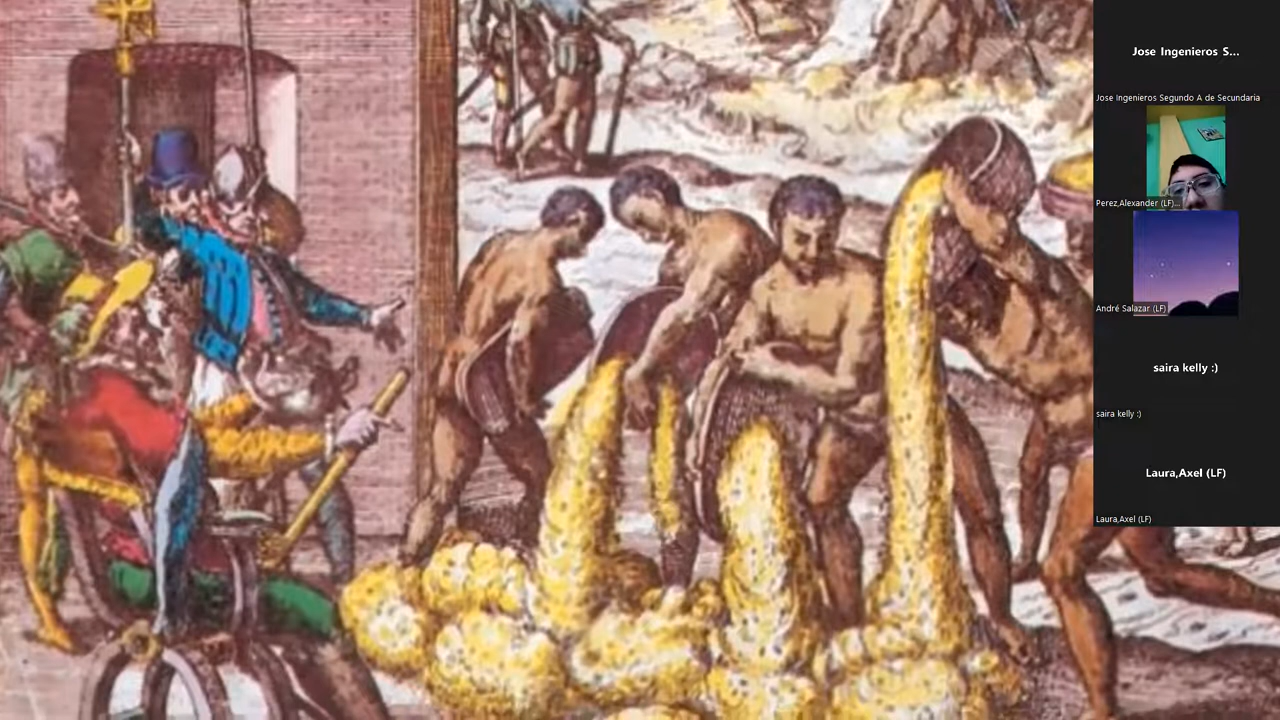 Jose Ingenieros S...
Jose Ingenieros Segundo A de Secundaria
Perez,Alexander (LF)...
André Salazar (LF)
saira kelly :)
saira kelly :)
Laura,Axel (LF)
Laura,Axel (LF)